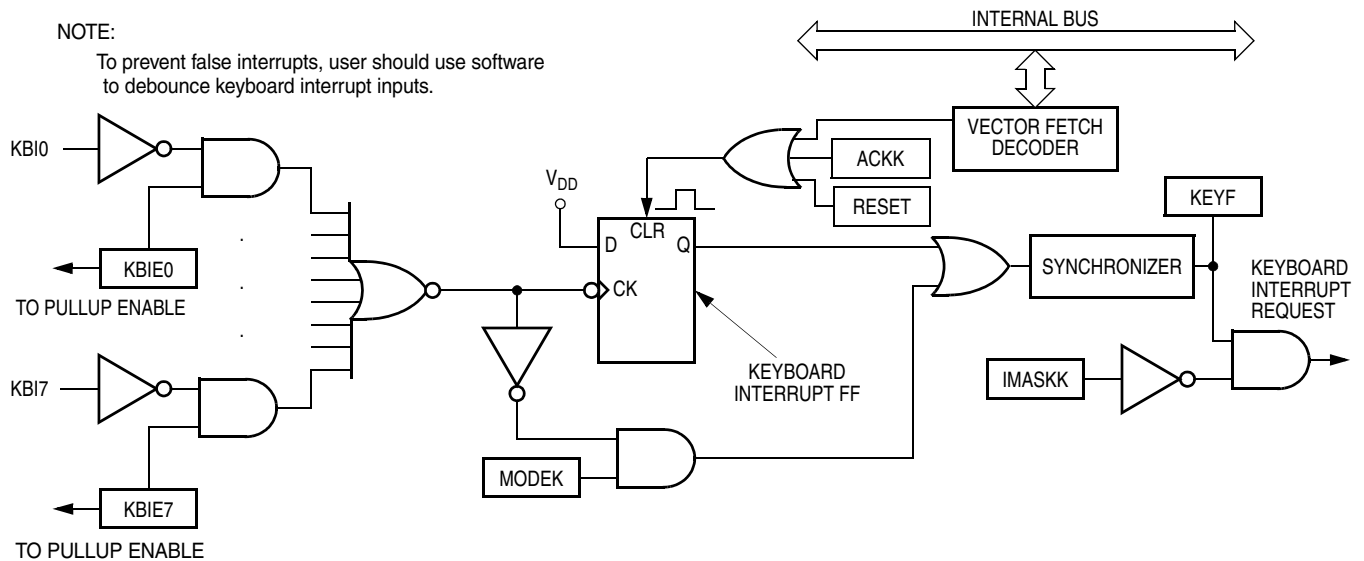 NOTE:
To prevent false interrupts, user should use software
to debounce keyboard interrupt inputs.
INTERNAL BUS
VECTOR FETCH
DECODER
ACKK
RESET
KBI0
KBIE0
TO PULLUP ENABLE
.
.
.
KBI7
KBIE7
TO PULLUP ENABLE
VDD
CLR
D
Q
CK
KEYBOARD
INTERRUPT FF
MODEK
SYNCHRONIZER
KEYF
IMASKK
KEYBOARD
INTERRUPT
REQUEST